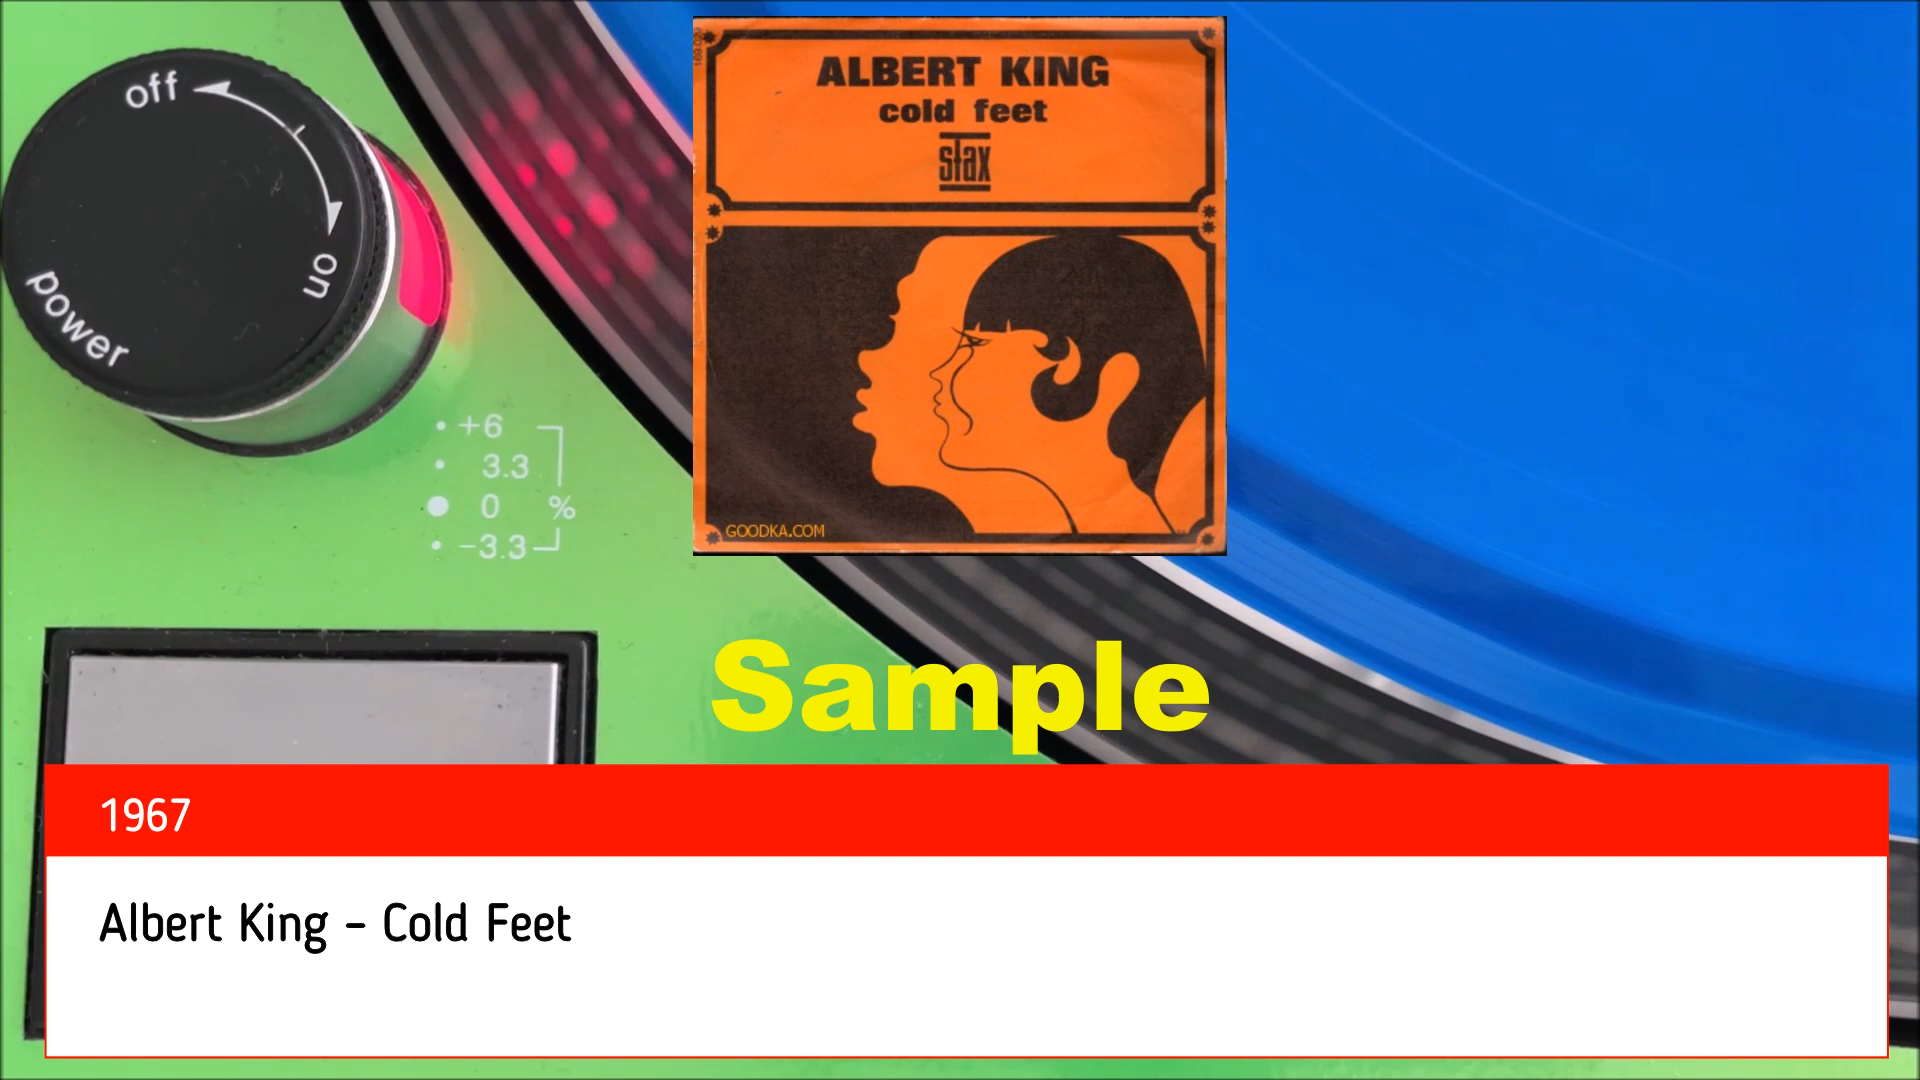 off
on
power
+6
3.3
0 %
−3.3
ALBERT KING
cold feet
stax
GOODKA.COM
Sample
1967
Albert King - Cold Feet